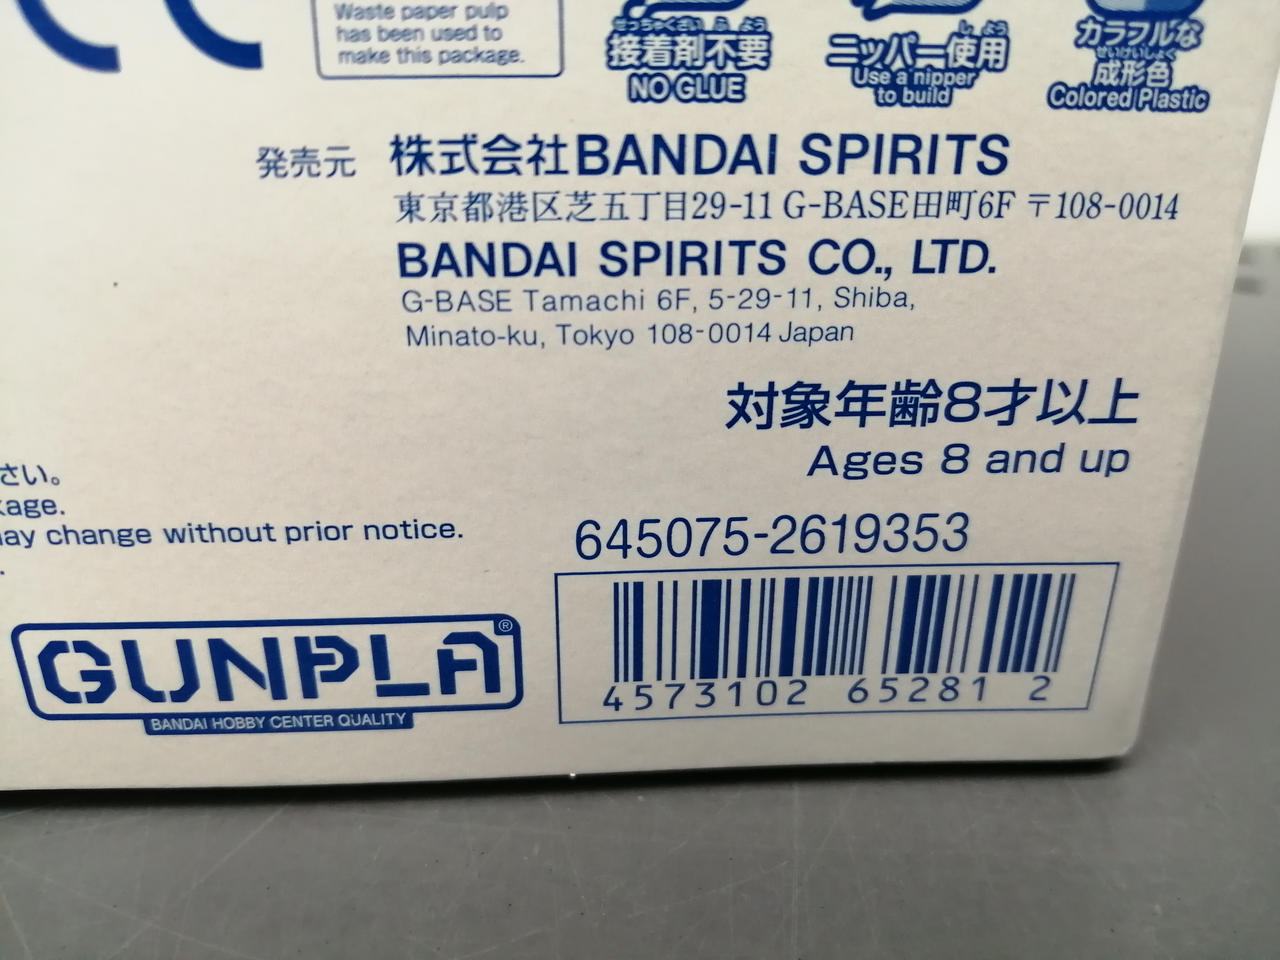 Waste paper pulp
has been used to
make this package.
せっちゃくざい ふ よう
接着剤不要
NO GLUE
し よう
ニッパー使用
Use a nipper
to build
カラフルな
せいけいしょく
成形色
Colored Plastic
発売元 株式会社BANDAI SPIRITS
東京都港区芝五丁目29-11 G-BASE田町6F 〒108-0014
BANDAI SPIRITS CO., LTD.
G-BASE Tamachi 6F, 5-29-11, Shiba,
Minato-ku, Tokyo 108-0014 Japan
対象年齢8才以上
Ages 8 and up
さい。
kage.
may change without prior notice.
645075-2619353
4573102 65281 2
GUNPLA®
BANDAI HOBBY CENTER QUALITY